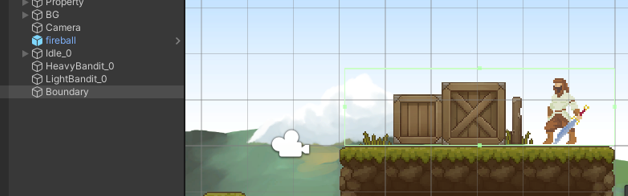 Property
BG
Camera
fireball
Idle_0
HeavyBandit_0
LightBandit_0
Boundary